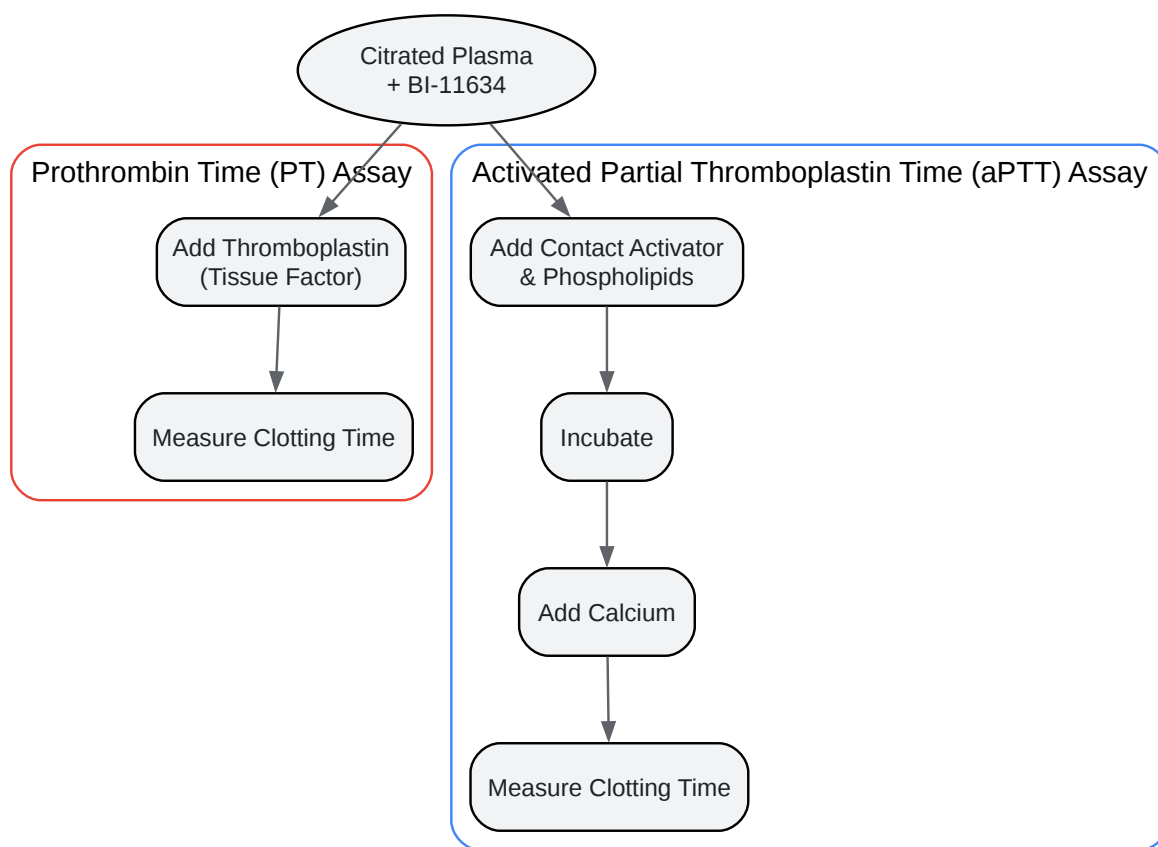 Citrated Plasma
+ BI-11634
Prothrombin Time (PT) Assay
Add Thromboplastin
(Tissue Factor)
Measure Clotting Time
Activated Partial Thromboplastin Time (aPTT) Assay
Add Contact Activator
& Phospholipids
Incubate
Add Calcium
Measure Clotting Time